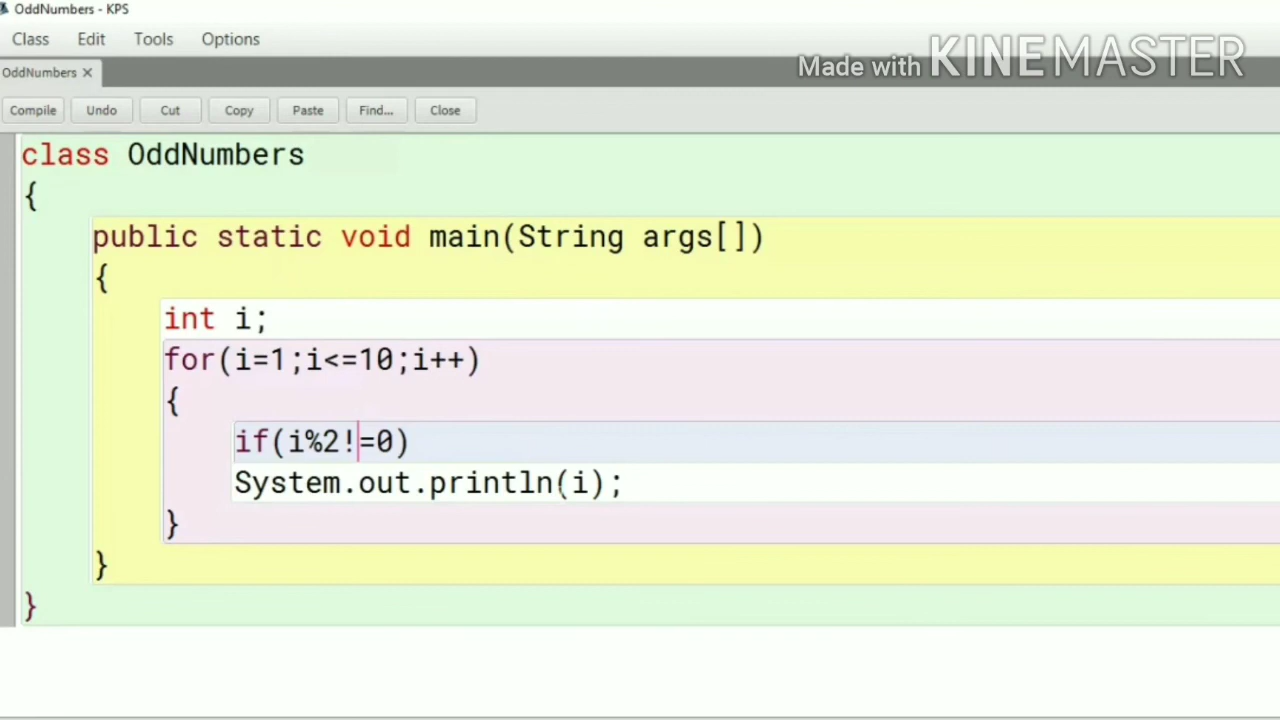 OddNumbers - KPS
Class Edit Tools Options
Made with KINEMASTER
OddNumbers ×
Compile Undo Cut Copy Paste Find... Close
class OddNumbers
{
public static void main(String args[])
{
int i;
for(i=1;i<=10;i++)
{
if(i%2!=0)
System.out.println(i);
}
}
}